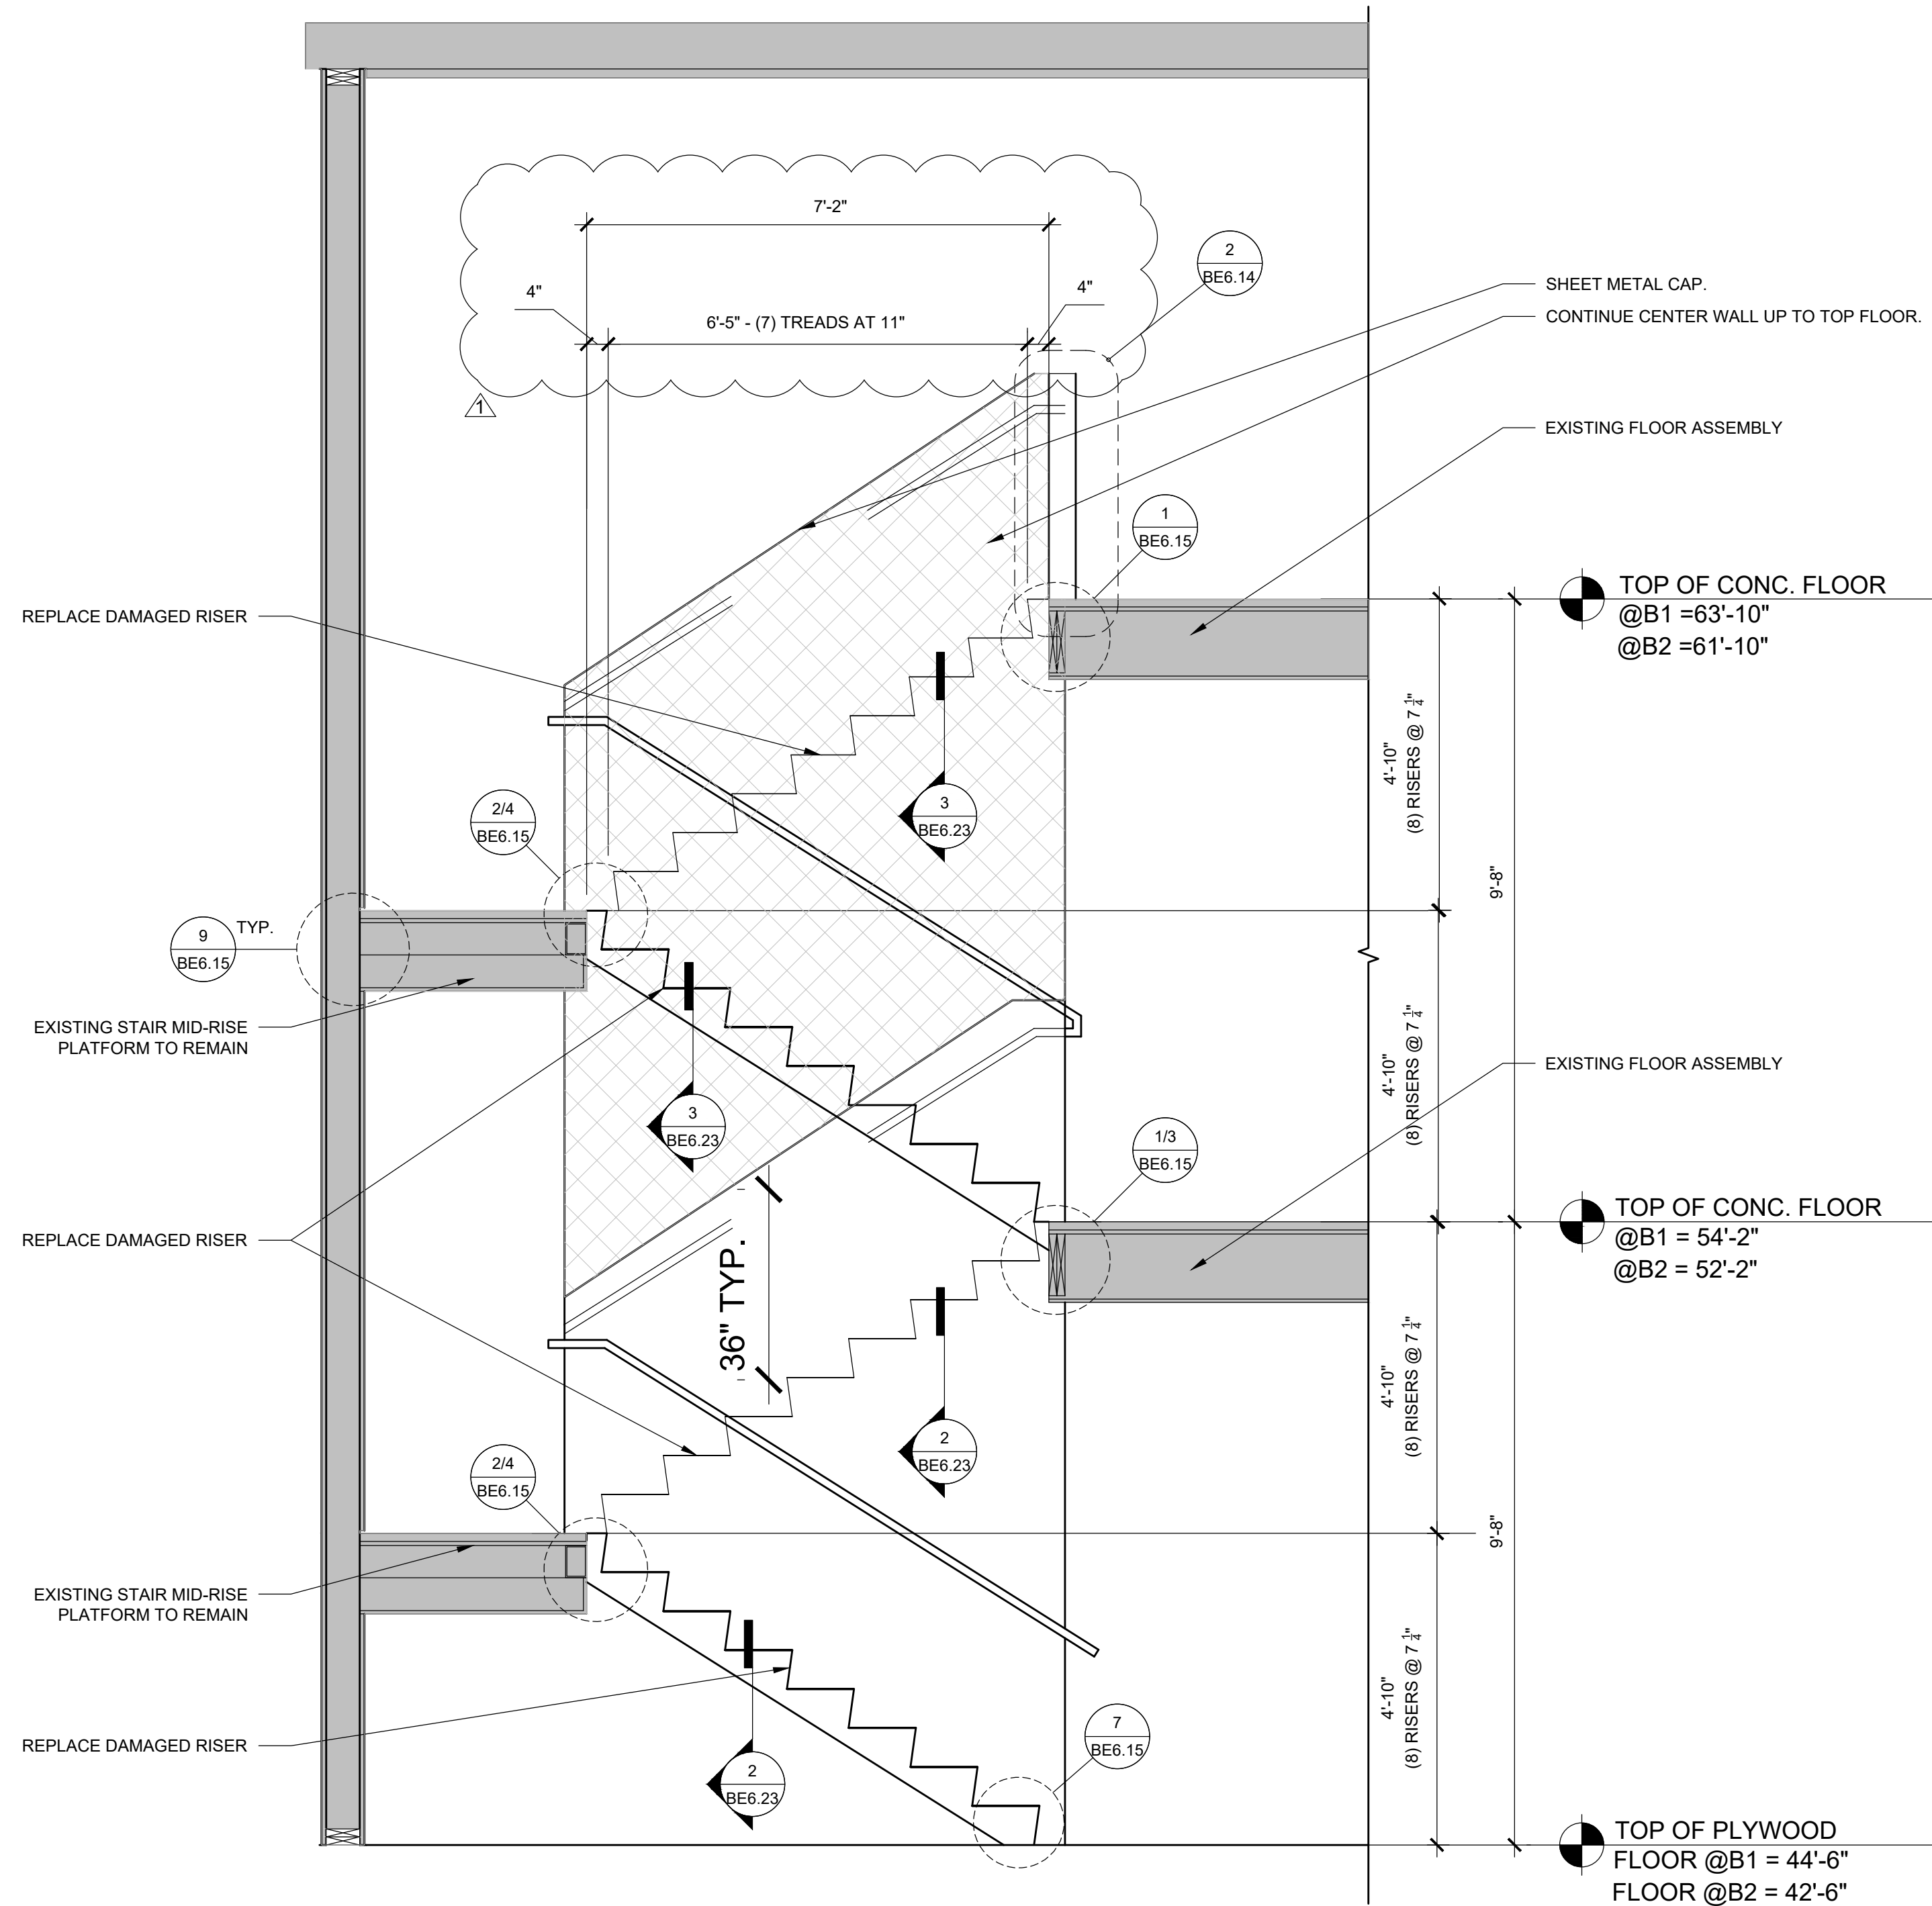 7'-2"
4"
4"
6'-5" - (7) TREADS AT 11"
1
2
BE6.14
SHEET METAL CAP.
CONTINUE CENTER WALL UP TO TOP FLOOR.
EXISTING FLOOR ASSEMBLY
1
BE6.15
TOP OF CONC. FLOOR
@B1 =63'-10"
@B2 =61'-10"
REPLACE DAMAGED RISER
4'-10"
(8) RISERS @ 7 1/4"
3
BE6.23
2/4
BE6.15
9'-8"
9
BE6.15
TYP.
EXISTING STAIR MID-RISE
PLATFORM TO REMAIN
4'-10"
(8) RISERS @ 7 1/4"
EXISTING FLOOR ASSEMBLY
3
BE6.23
1/3
BE6.15
TOP OF CONC. FLOOR
@B1 = 54'-2"
@B2 = 52'-2"
REPLACE DAMAGED RISER
36" TYP.
4'-10"
(8) RISERS @ 7 1/4"
2
BE6.23
2/4
BE6.15
9'-8"
EXISTING STAIR MID-RISE
PLATFORM TO REMAIN
4'-10"
(8) RISERS @ 7 1/4"
REPLACE DAMAGED RISER
7
BE6.15
2
BE6.23
TOP OF PLYWOOD
FLOOR @B1 = 44'-6"
FLOOR @B2 = 42'-6"